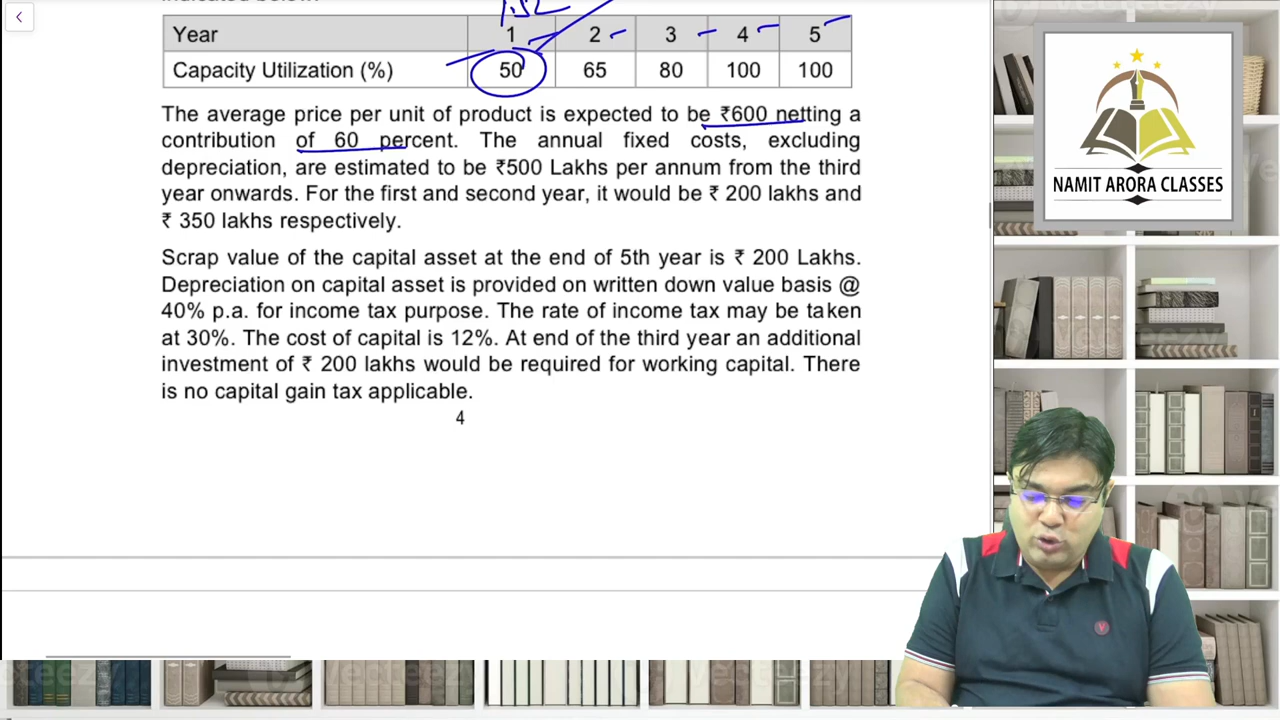 1.52
Year 1 2 3 4 5
Capacity Utilization (%) 50 65 80 100 100
The average price per unit of product is expected to be ₹600 netting a
contribution of 60 percent. The annual fixed costs, excluding
depreciation, are estimated to be ₹500 Lakhs per annum from the third
year onwards. For the first and second year, it would be ₹ 200 lakhs and
₹ 350 lakhs respectively.
Scrap value of the capital asset at the end of 5th year is ₹ 200 Lakhs.
Depreciation on capital asset is provided on written down value basis @
40% p.a. for income tax purpose. The rate of income tax may be taken
at 30%. The cost of capital is 12%. At end of the third year an additional
investment of ₹ 200 lakhs would be required for working capital. There
is no capital gain tax applicable.
4
NAMIT ARORA CLASSES